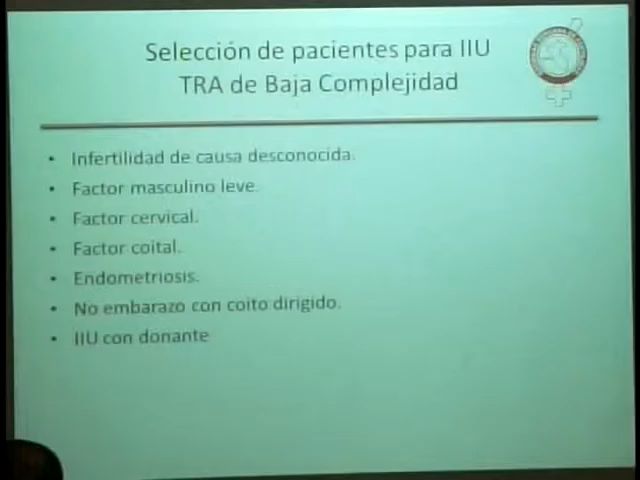 Selección de pacientes para IIU
TRA de Baja Complejidad
• Infertilidad de causa desconocida.
• Factor masculino leve.
• Factor cervical.
• Factor coital.
• Endometriosis.
• No embarazo con coito dirigido.
• IIU con donante